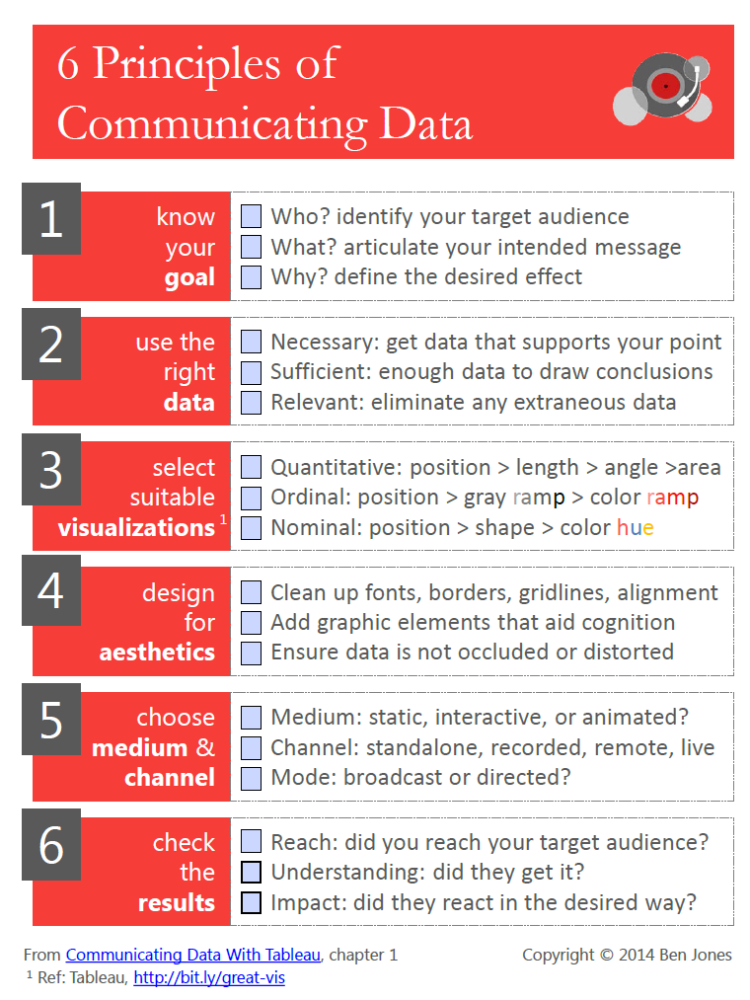 6 Principles of
Communicating Data
1
know
your
goal
Who? identify your target audience
What? articulate your intended message
Why? define the desired effect
2
use the
right
data
Necessary: get data that supports your point
Sufficient: enough data to draw conclusions
Relevant: eliminate any extraneous data
3
select
suitable
visualizations 1
Quantitative: position > length > angle >area
Ordinal: position > gray ramp > color ramp
Nominal: position > shape > color hue
4
design
for
aesthetics
Clean up fonts, borders, gridlines, alignment
Add graphic elements that aid cognition
Ensure data is not occluded or distorted
5
choose
medium &
channel
Medium: static, interactive, or animated?
Channel: standalone, recorded, remote, live
Mode: broadcast or directed?
6
check
the
results
Reach: did you reach your target audience?
Understanding: did they get it?
Impact: did they react in the desired way?
From Communicating Data With Tableau, chapter 1
Copyright © 2014 Ben Jones
1 Ref: Tableau, http://bit.ly/great-vis